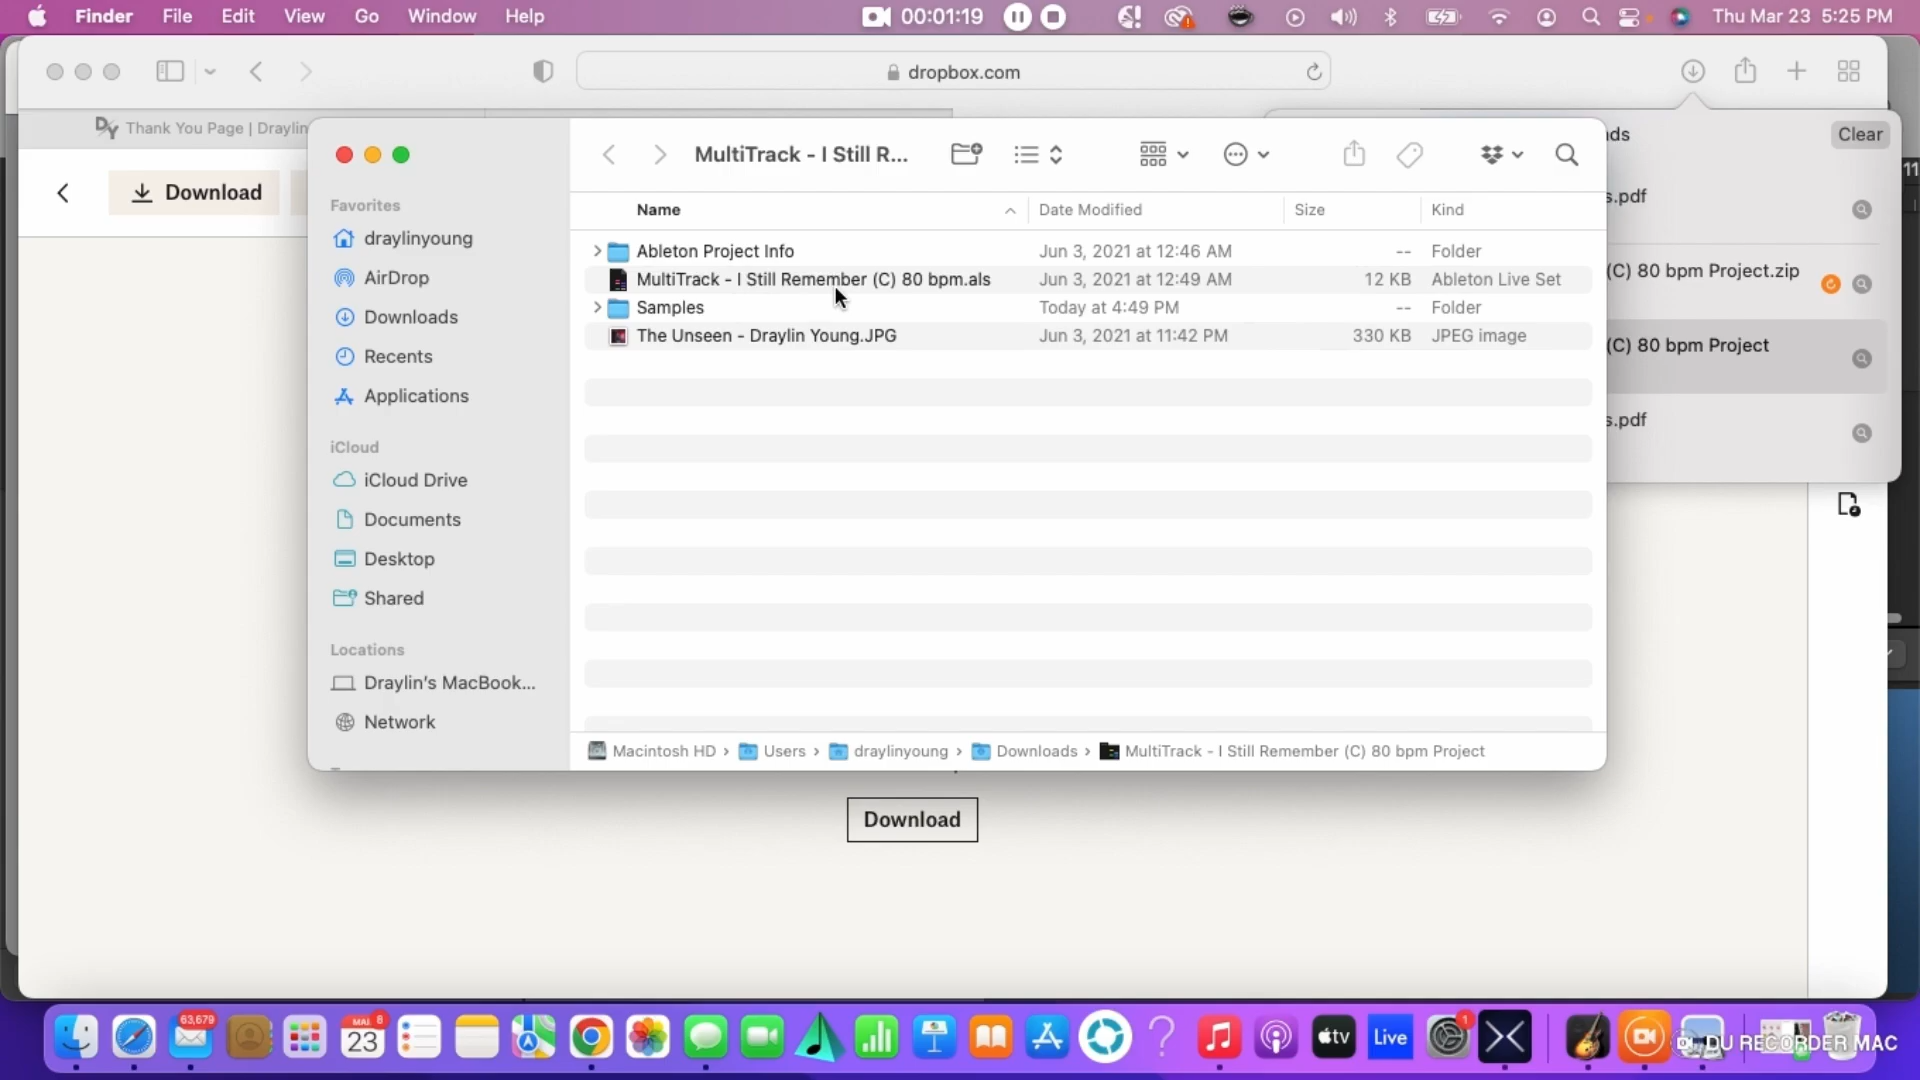 Finder File Edit View Go Window Help 00:01:19 Thu Mar 23 5:25 PM
dropbox.com
Thank You Page | Draylin
ds Clear
Download
MultiTrack - I Still R...
s.pdf
Favorites
draylinyoung
AirDrop
Downloads
Recents
Applications
iCloud
iCloud Drive
Documents
Desktop
Shared
Locations
Draylin's MacBook...
Network
Name Date Modified Size Kind
Ableton Project Info Jun 3, 2021 at 12:46 AM -- Folder
MultiTrack - I Still Remember (C) 80 bpm.als Jun 3, 2021 at 12:49 AM 12 KB Ableton Live Set
Samples Today at 4:49 PM -- Folder
The Unseen - Draylin Young.JPG Jun 3, 2021 at 11:42 PM 330 KB JPEG image
(C) 80 bpm Project.zip
(C) 80 bpm Project
s.pdf
11
Macintosh HD › Users › draylinyoung › Downloads › MultiTrack - I Still Remember (C) 80 bpm Project
Download
63,679
8
23
tv
Live
1
DU RECORDER MAC